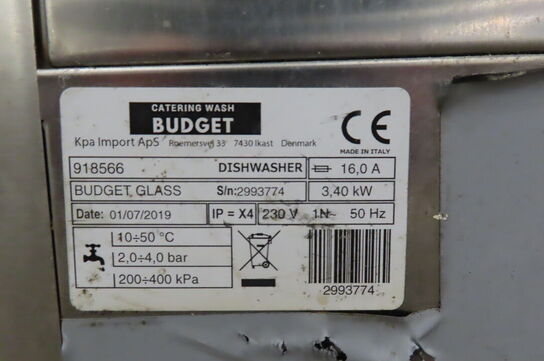 CATERING WASH
BUDGET
Kpa Import ApS Roemersvej 33 7430 Ikast Denmark
CE
MADE IN ITALY
918566 DISHWASHER 16,0 A
BUDGET GLASS S/n:2993774 3,40 kW
Date: 01/07/2019 IP = X4 230 V 1N~ 50 Hz
10÷50 °C
2,0÷4,0 bar
200÷400 kPa
2993774